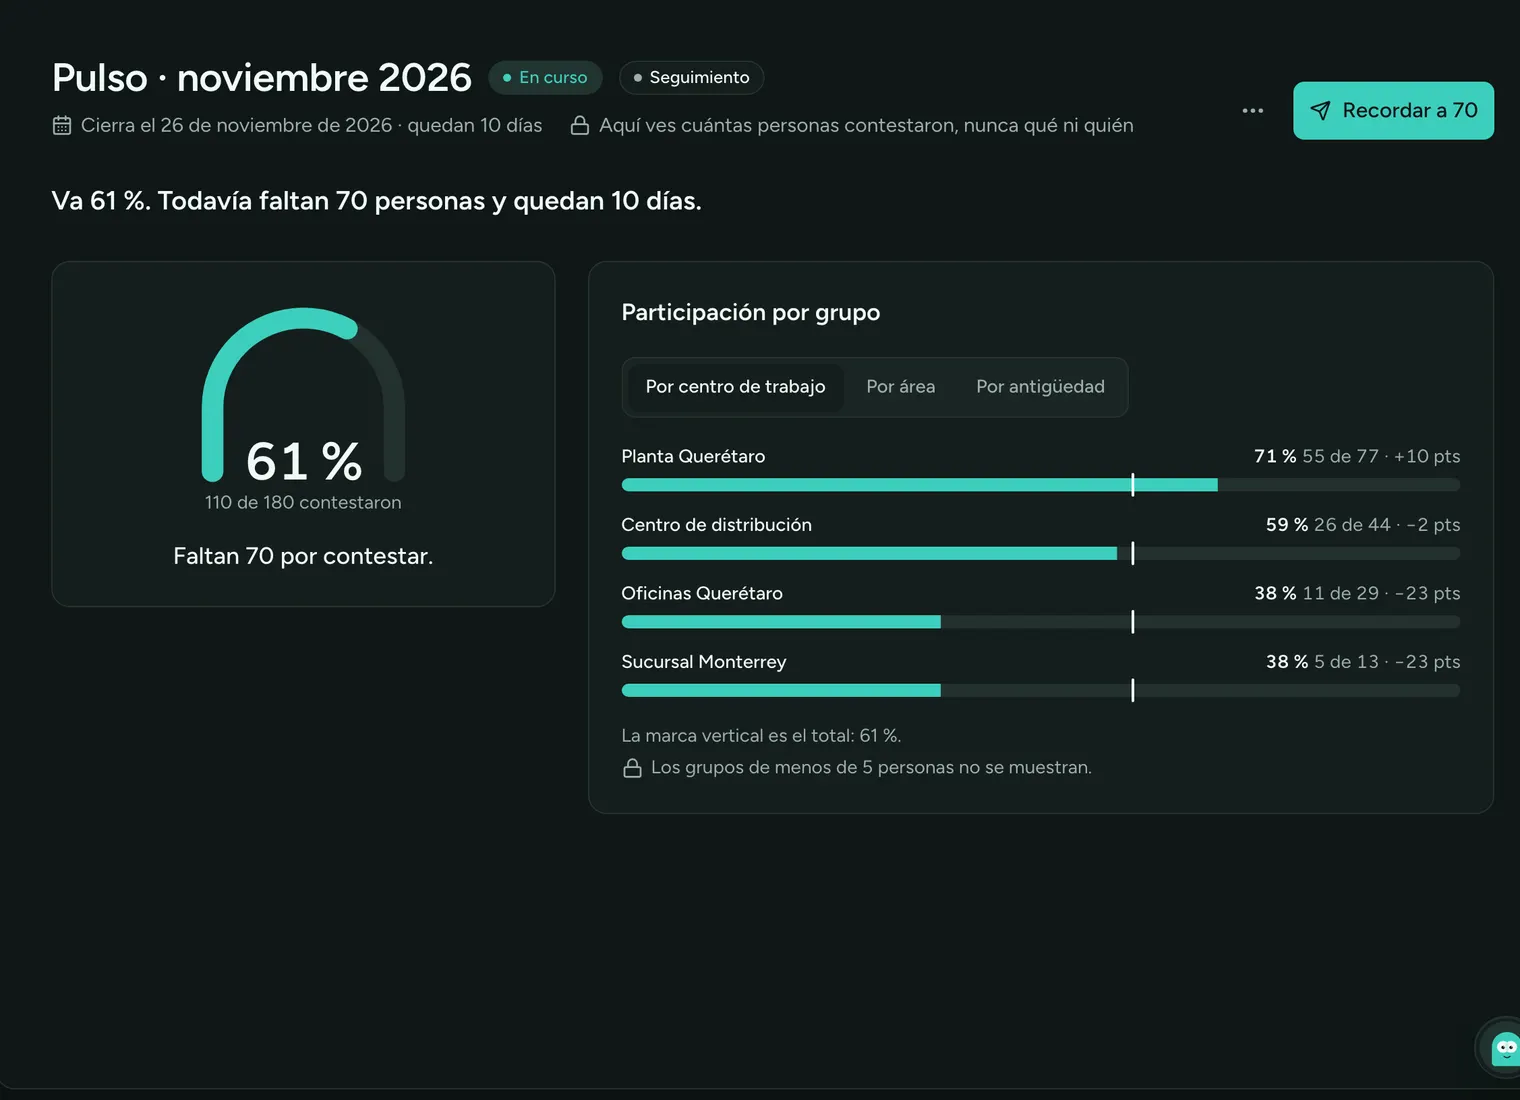 Pulso · noviembre 2026
En curso
Seguimiento
Cierra el 26 de noviembre de 2026 · quedan 10 días
Aquí ves cuántas personas contestaron, nunca qué ni quién
Recordar a 70
Va 61 %. Todavía faltan 70 personas y quedan 10 días.
61 %
110 de 180 contestaron
Faltan 70 por contestar.
Participación por grupo
Por centro de trabajo
Por área
Por antigüedad
Planta Querétaro
71 % 55 de 77 · +10 pts
Centro de distribución
59 % 26 de 44 · −2 pts
Oficinas Querétaro
38 % 11 de 29 · −23 pts
Sucursal Monterrey
38 % 5 de 13 · −23 pts
La marca vertical es el total: 61 %.
Los grupos de menos de 5 personas no se muestran.